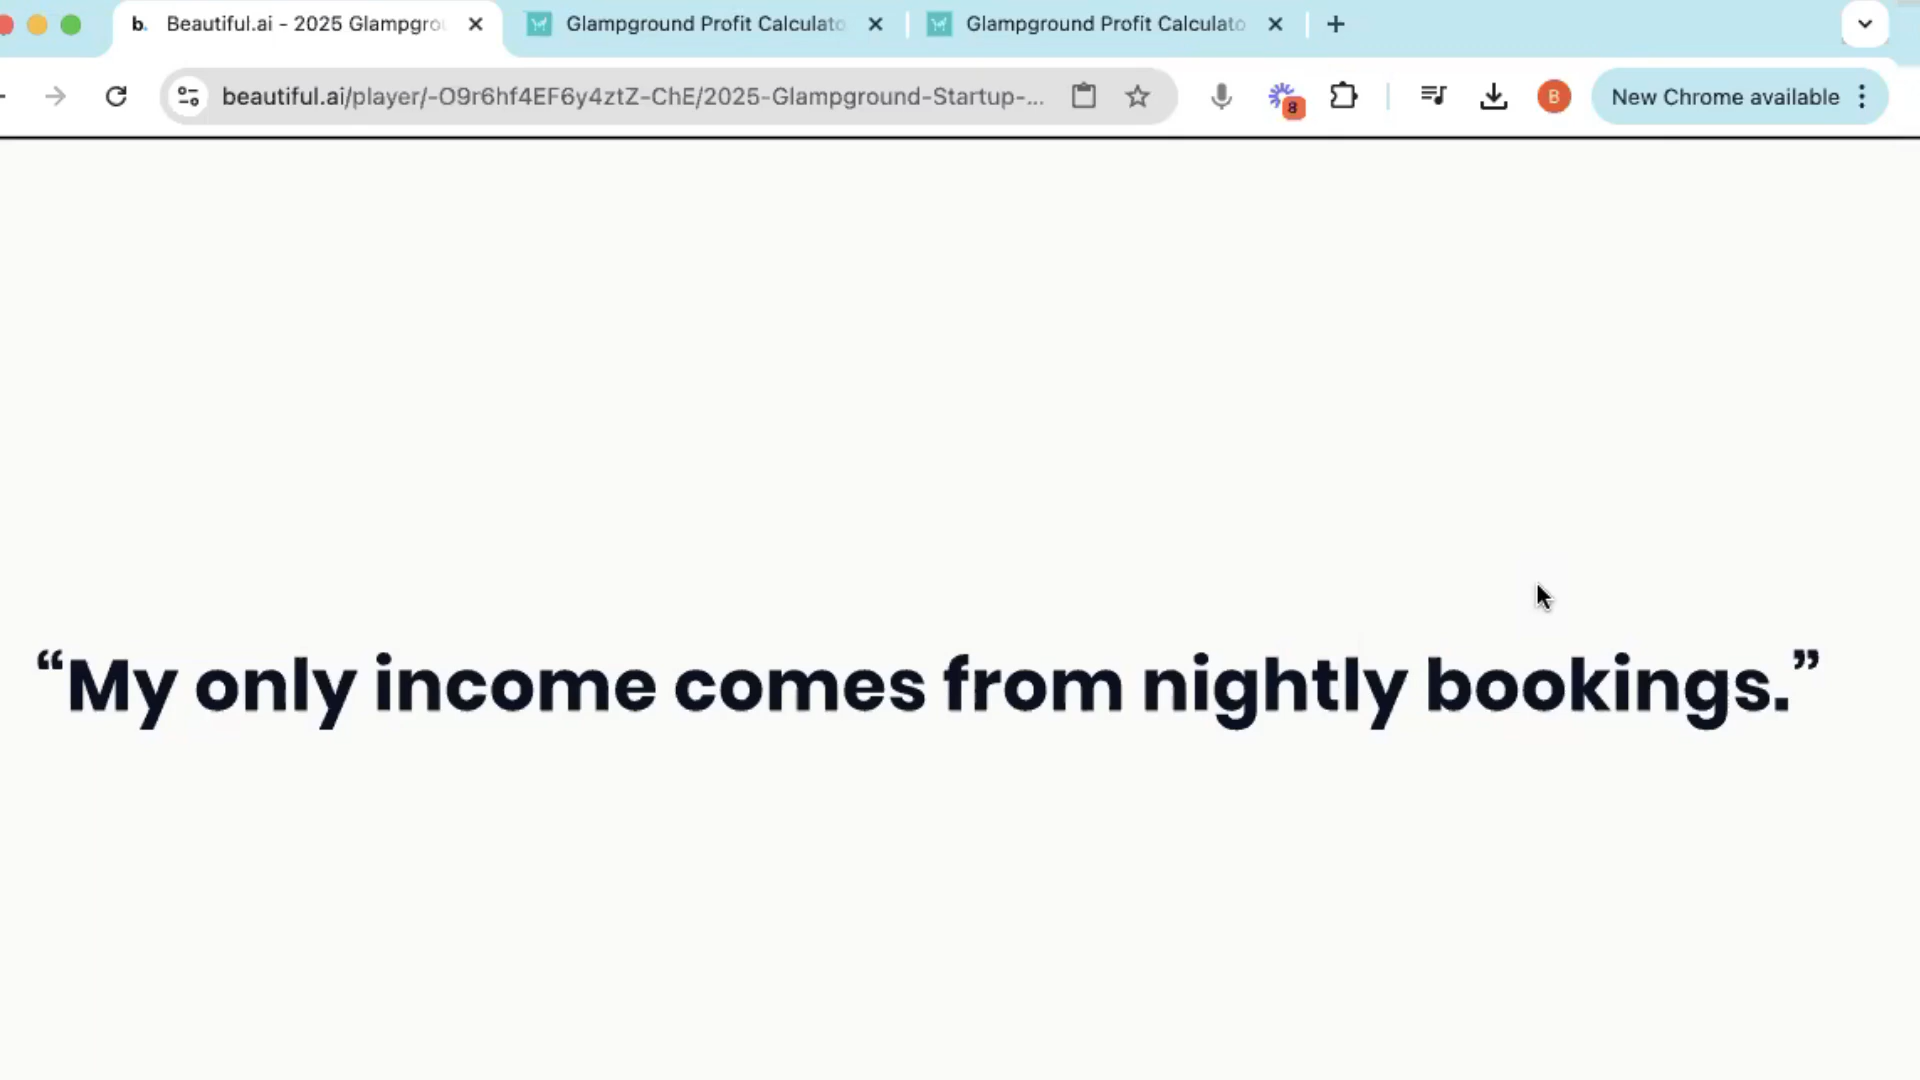 b. Beautiful.ai - 2025 Glampgro
Glampground Profit Calculato
Glampground Profit Calculato
beautiful.ai/player/-O9r6hf4EF6y4ztZ-ChE/2025-Glampground-Startup-...
8
B
New Chrome available
“My only income comes from nightly bookings.”